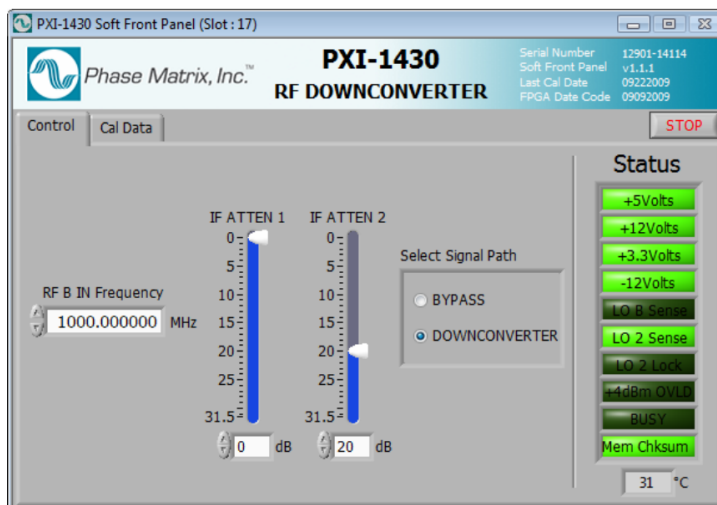 PXI-1430 Soft Front Panel (Slot : 17)
Phase Matrix, Inc.™
PXI-1430
RF DOWNCONVERTER
Serial Number 12901-14114
Soft Front Panel v1.1.1
Last Cal Date 09222009
FPGA Date Code 09092009
Control
Cal Data
STOP
RF B IN Frequency
1000.000000 MHz
IF ATTEN 1
0
5
10
15
20
25
31.5
0 dB
IF ATTEN 2
0
5
10
15
20
25
31.5
20 dB
Select Signal Path
BYPASS
DOWNCONVERTER
Status
+5Volts
+12Volts
+3.3Volts
-12Volts
LO B Sense
LO 2 Sense
LO 2 Lock
+4dBm OVLD
BUSY
Mem Chksum
31 °C